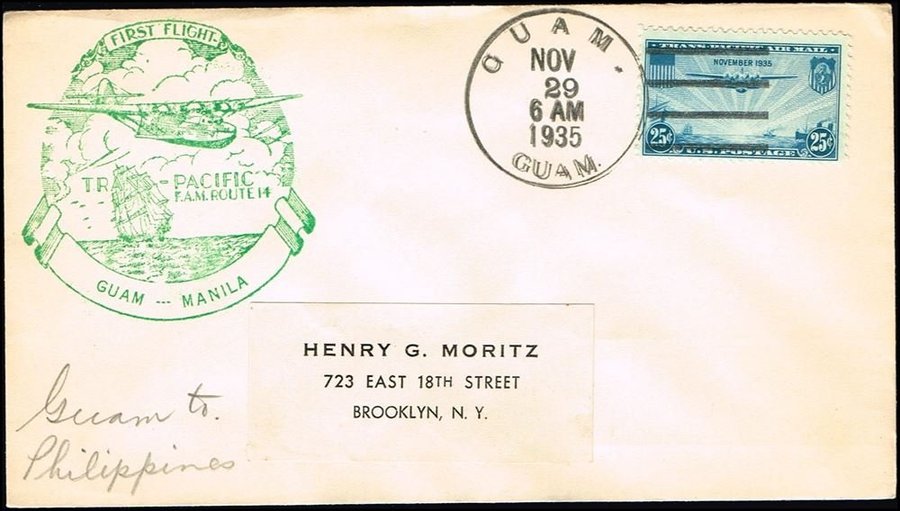 FIRST FLIGHT
TR - PACIFIC
F.A.M. ROUTE 14
GUAM --- MANILA
GUAM.
NOV
29
6 AM
1935
GUAM.
TRANS-PACIFIC AIR MAIL
NOVEMBER 1935
25¢ 25¢
U.S. POSTAGE
HENRY G. MORITZ
723 EAST 18TH STREET
BROOKLYN, N. Y.
Guam to.
Philippines